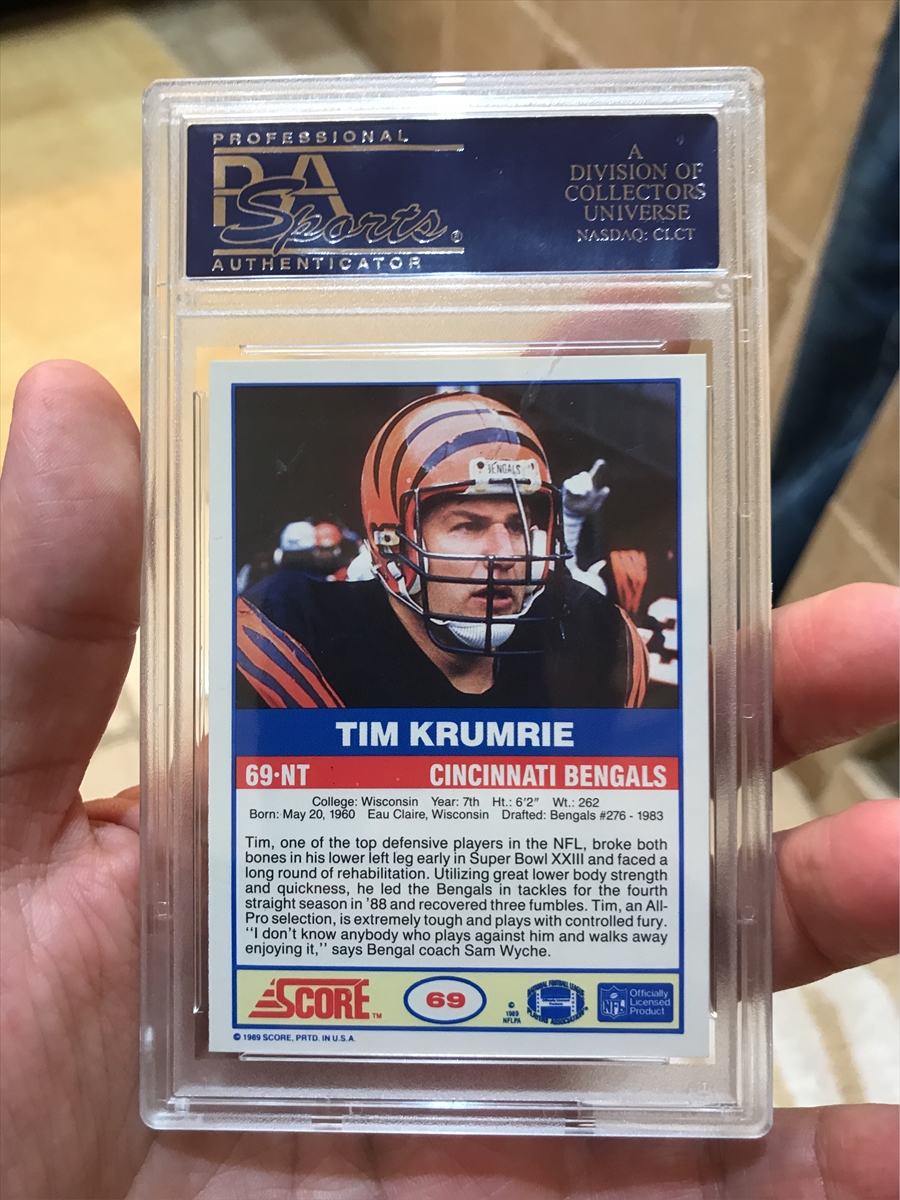 PROFESSIONAL
PSA
Sports®
AUTHENTICATOR
A
DIVISION OF
COLLECTORS
UNIVERSE
NASDAQ: CLCT
BENGALS
TIM KRUMRIE
69•NT CINCINNATI BENGALS
College: Wisconsin Year: 7th Ht.: 6'2" Wt.: 262
Born: May 20, 1960 Eau Claire, Wisconsin Drafted: Bengals #276 - 1983
Tim, one of the top defensive players in the NFL, broke both
bones in his lower left leg early in Super Bowl XXIII and faced a
long round of rehabilitation. Utilizing great lower body strength
and quickness, he led the Bengals in tackles for the fourth
straight season in '88 and recovered three fumbles. Tim, an All-
Pro selection, is extremely tough and plays with controlled fury.
"I don't know anybody who plays against him and walks away
enjoying it," says Bengal coach Sam Wyche.
SCORE™
69
©
1989
NFLPA
NFL
Officially
Licensed
Product
© 1989 SCORE, PRTD. IN U.S.A.